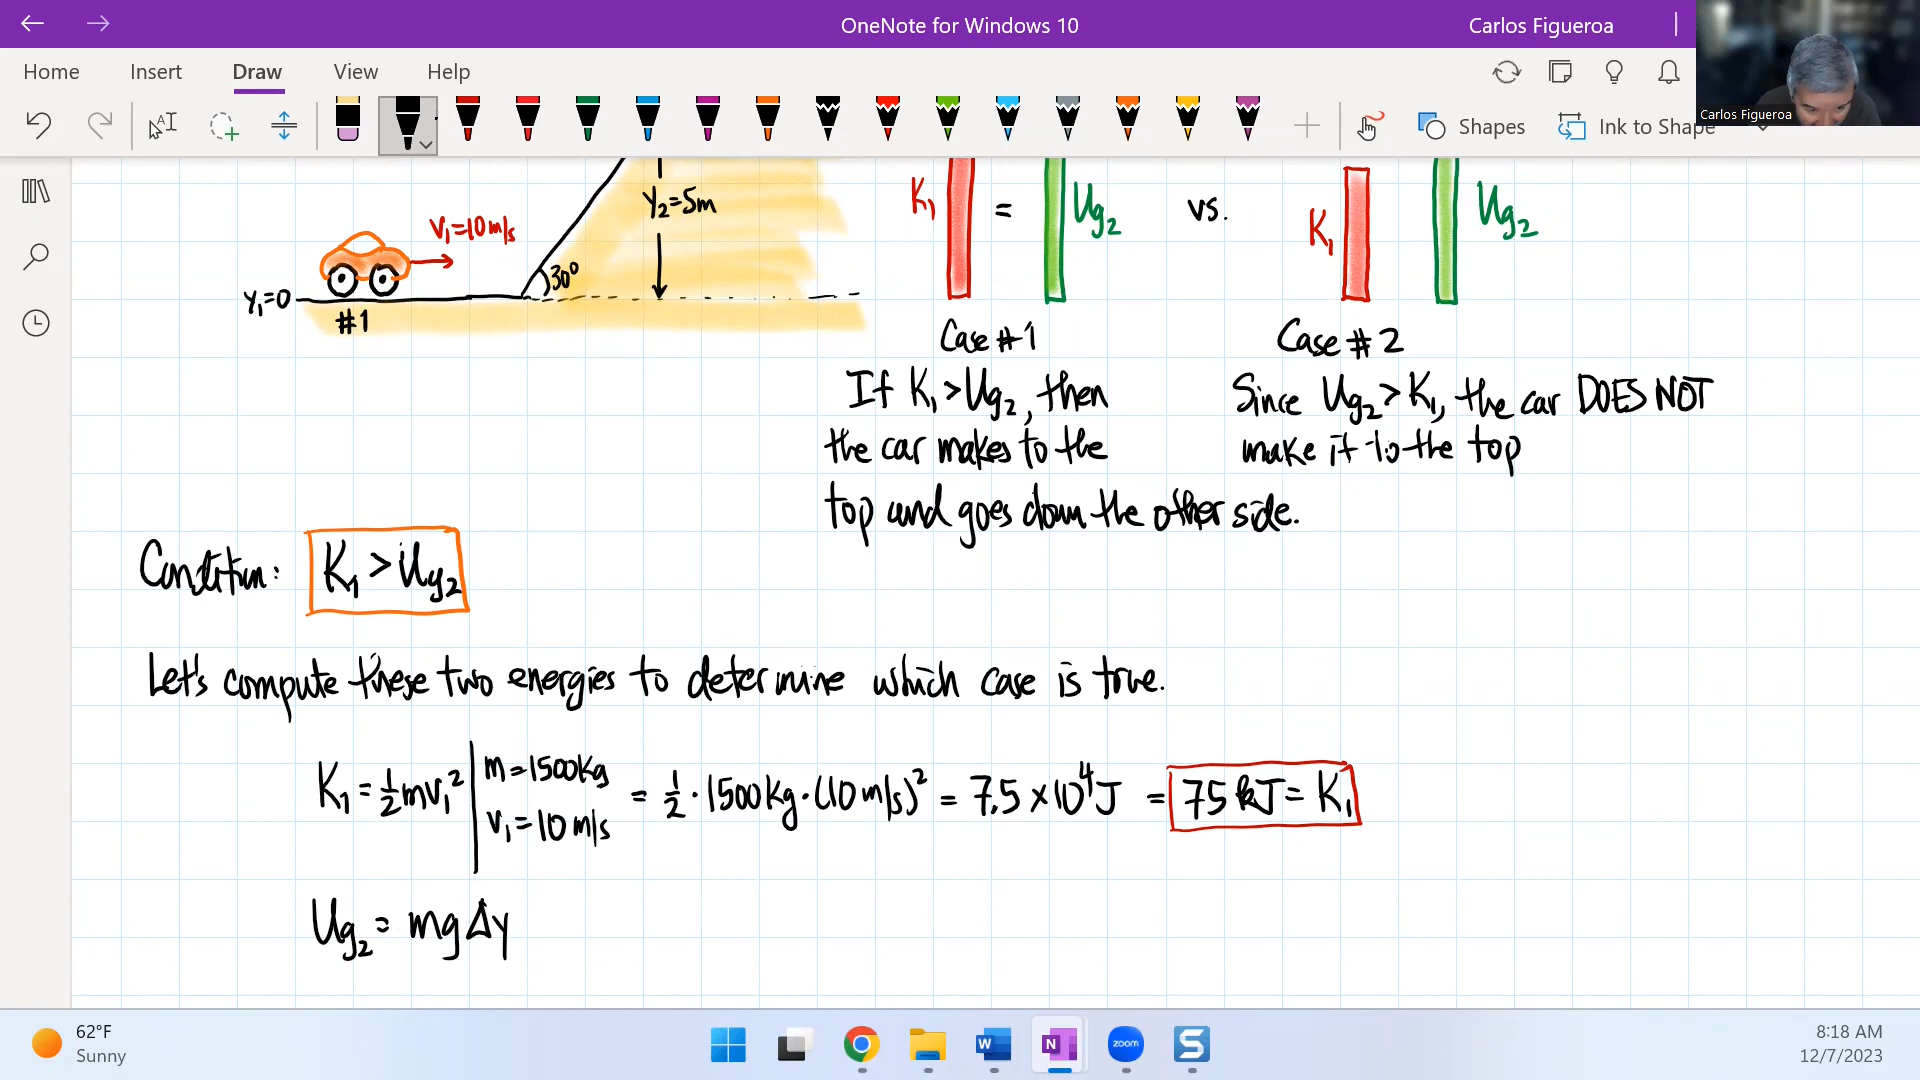 OneNote for Windows 10
Carlos Figueroa
Home Insert Draw View Help
Carlos Figueroa
Shapes
Ink to Shape
V₁=10m/s
Y₂=5m
30°
Y₁=0
#1
K₁ = Ug₂ vs. K₁ Ug₂
Case #1
If K₁>Ug₂, then
the car makes to the
top and goes down the other side.
Case #2
Since Ug₂>K₁, the car DOES NOT
make it to the top
Condition: K₁ > Ug₂
Let's compute these two energies to determine which case is true.
K₁ = ½mV₁² | m=1500kg V₁=10m/s = ½·1500kg·(10m/s)² = 7.5×10⁴J = 75kJ = K₁
Ug₂ = mgΔy
62°F
Sunny
zoom
8:18 AM
12/7/2023